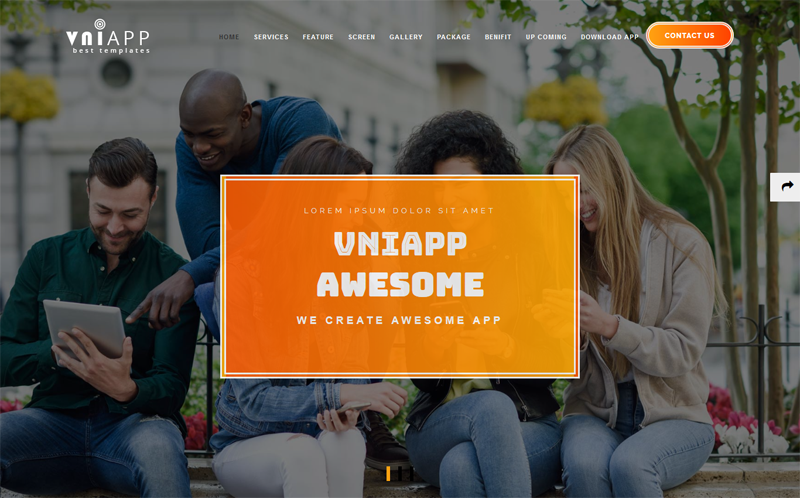 vniAPP
best templates
HOME SERVICES FEATURE SCREEN GALLERY PACKAGE BENIFIT UP COMING DOWNLOAD APP CONTACT US
LOREM IPSUM DOLOR SIT AMET
VNIAPP
AWESOME
WE CREATE AWESOME APP